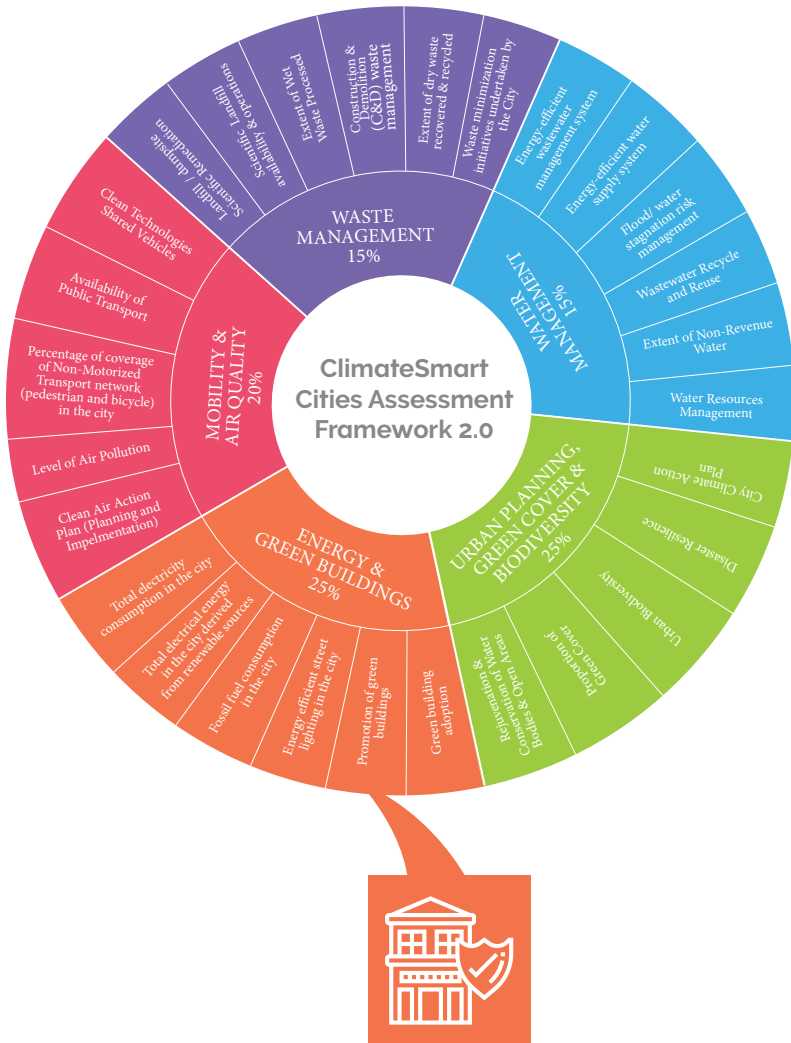 ClimateSmart
Cities Assessment
Framework 2.0
WASTE
MANAGEMENT
15%
Landfill / dumpsite
Scientific Remediation
Scientific Landfill
availability & operations
Extent of Wet
Waste Processed
Construction &
Demolition
(C&D) waste
management
Extent of dry waste
recovered & recycled
Waste minimization
initiatives undertaken by
the City
WATER
MANAGEMENT
15%
Energy-efficient
wastewater
management system
Energy-efficient water
supply system
Flood/ water
stagnation risk
management
Wastewater Recycle
and Reuse
Extent of Non-Revenue
Water
Water Resources
Management
URBAN PLANNING,
GREEN COVER &
BIODIVERSITY
25%
City Climate Action
Plan
Disaster Resilience
Urban Biodiversity
Proportion of
Green Cover
Rejuvenation &
Conservation of Water
Bodies & Open Areas
ENERGY &
GREEN BUILDINGS
25%
Green building
adoption
Promotion of green
buildings
Energy efficient street
lighting in the city
Fossil fuel consumption
in the city
Total electrical energy
in the city derived
from renewable sources
Total electricity
consumption in the city
MOBILITY &
AIR QUALITY
20%
Clean Air Action
Plan (Planning and
Impelmentation)
Level of Air Pollution
Percentage of coverage
of Non-Motorized
Transport network
(pedestrian and bicycle)
in the city
Availability of
Public Transport
Clean Technologies
Shared Vehicles